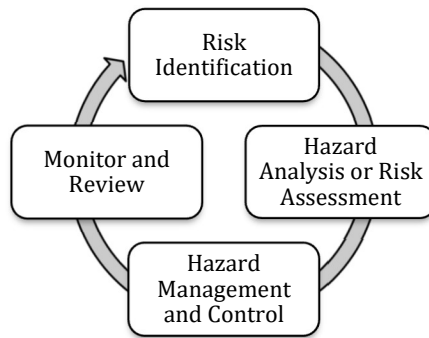 Risk
Identification
Hazard
Analysis or Risk
Assessment
Hazard
Management
and Control
Monitor and
Review